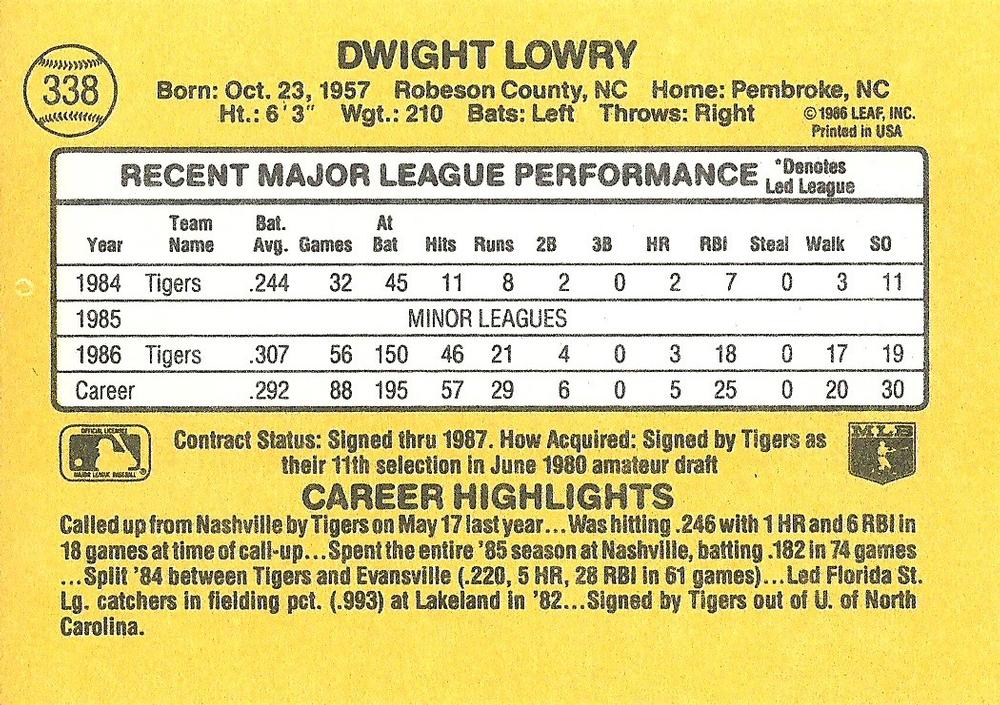 338
DWIGHT LOWRY
Born: Oct. 23, 1957 Robeson County, NC Home: Pembroke, NC
Ht.: 6'3" Wgt.: 210 Bats: Left Throws: Right
© 1986 LEAF, INC.
Printed in USA
RECENT MAJOR LEAGUE PERFORMANCE *Denotes Led League
Year Team Name Bat. Avg. Games At Bat Hits Runs 2B 3B HR RBI Steal Walk SO
1984 Tigers .244 32 45 11 8 2 0 2 7 0 3 11
1985 MINOR LEAGUES
1986 Tigers .307 56 150 46 21 4 0 3 18 0 17 19
Career .292 88 195 57 29 6 0 5 25 0 20 30
OFFICIAL LICENSEE
MAJOR LEAGUE BASEBALL
Contract Status: Signed thru 1987. How Acquired: Signed by Tigers as
their 11th selection in June 1980 amateur draft
MLB
CAREER HIGHLIGHTS
Called up from Nashville by Tigers on May 17 last year...Was hitting .246 with 1 HR and 6 RBI in
18 games at time of call-up...Spent the entire '85 season at Nashville, batting .182 in 74 games
...Split '84 between Tigers and Evansville (.220, 5 HR, 28 RBI in 61 games)...Led Florida St.
Lg. catchers in fielding pct. (.993) at Lakeland in '82...Signed by Tigers out of U. of North
Carolina.